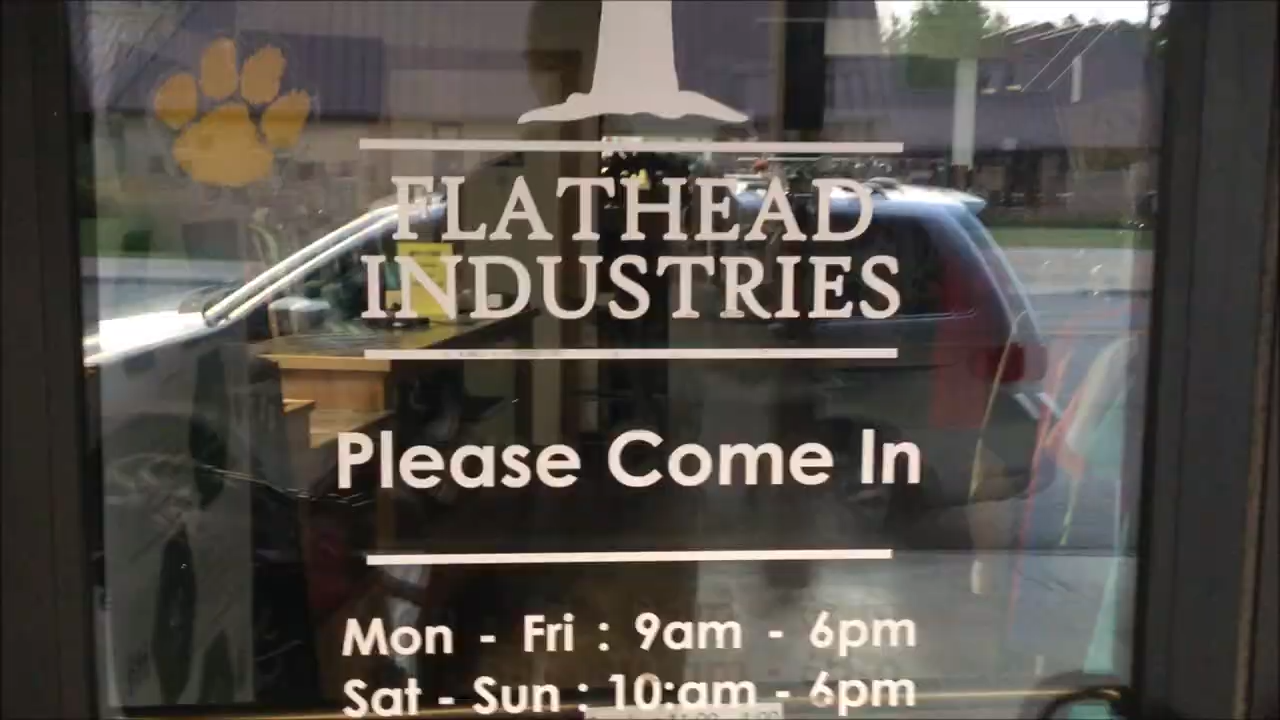 FLATHEAD
INDUSTRIES
Please Come In
Mon - Fri : 9am - 6pm
Sat - Sun : 10:am - 6pm